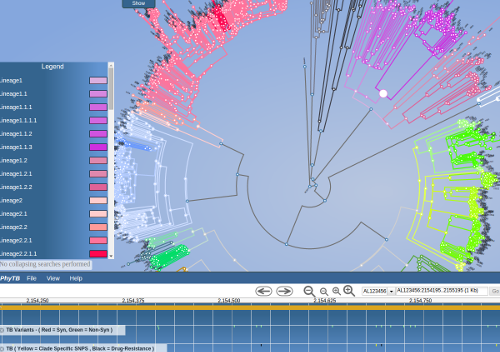 Show
Legend
Lineage1
Lineage1.1
Lineage1.1.1
Lineage1.1.1.1
Lineage1.1.2
Lineage1.1.3
Lineage1.2
Lineage1.2.1
Lineage1.2.2
Lineage2
Lineage2.1
Lineage2.2
Lineage2.2.1
Lineage2.2.1.1
No collapsing searches performed
PhyTB File View Help
AL123456 AL123456:2154195..2155195 (1 Kb) Go
2,154,250 2,154,375 2,154,500 2,154,625 2,154,750
TB Variants - ( Red = Syn, Green = Non-Syn )
TB ( Yellow = Clade Specific SNPS , Black = Drug-Resistance )